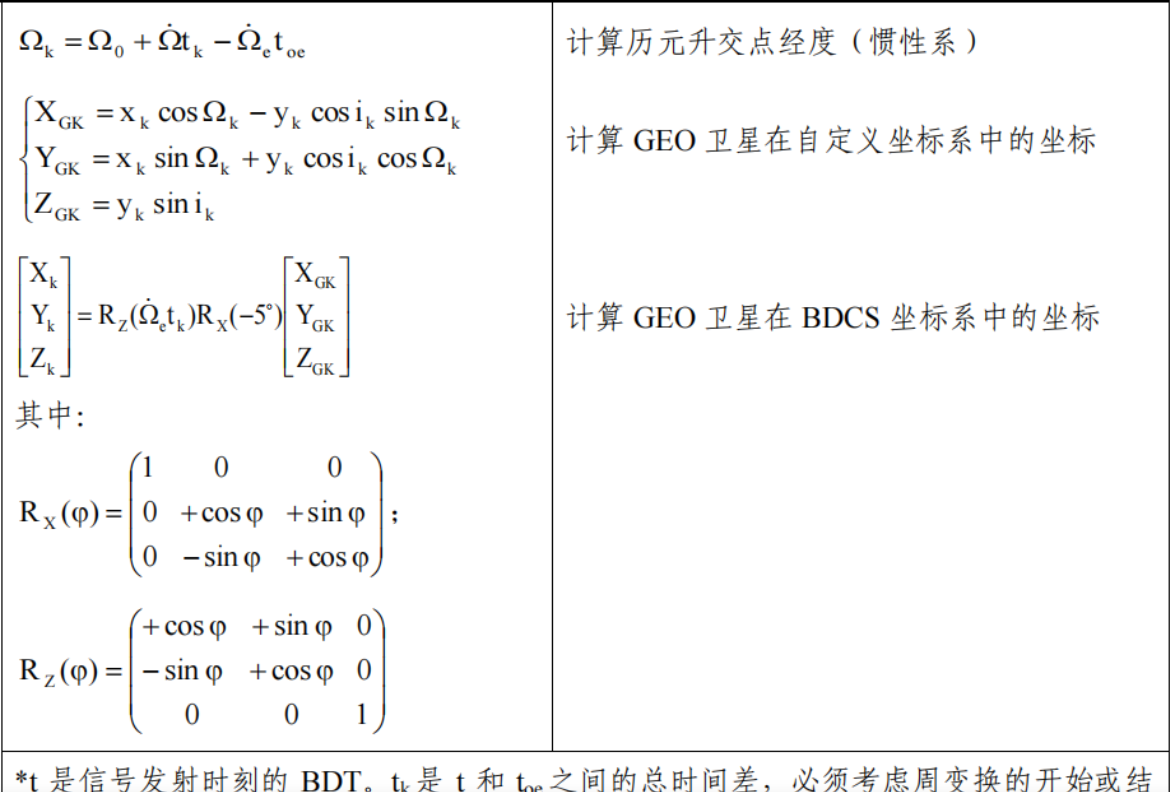 Ω_k = Ω_0 + Ω̇t_k − Ω̇_e t_oe
计算历元升交点经度（惯性系）
X_GK = x_k cos Ω_k − y_k cos i_k sin Ω_k
Y_GK = x_k sin Ω_k + y_k cos i_k cos Ω_k
Z_GK = y_k sin i_k
计算 GEO 卫星在自定义坐标系中的坐标
[X_k Y_k Z_k] = R_Z(Ω̇_e t_k)R_X(−5°)[X_GK Y_GK Z_GK]
计算 GEO 卫星在 BDCS 坐标系中的坐标
其中：
R_X(φ) = (1 0 0
0 +cos φ +sin φ
0 −sin φ +cos φ)；
R_Z(φ) = (+cos φ +sin φ 0
−sin φ +cos φ 0
0 0 1)
*t 是信号发射时刻的 BDT。t_k 是 t 和 t_oe 之间的总时间差，必须考虑周变换的开始或结